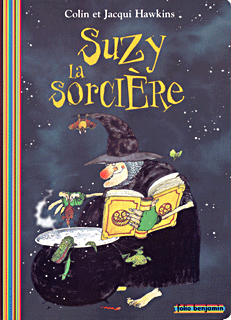 Colin et Jacqui Hawkins
SUZY
LA
SORCIÈRE
folio benjamin